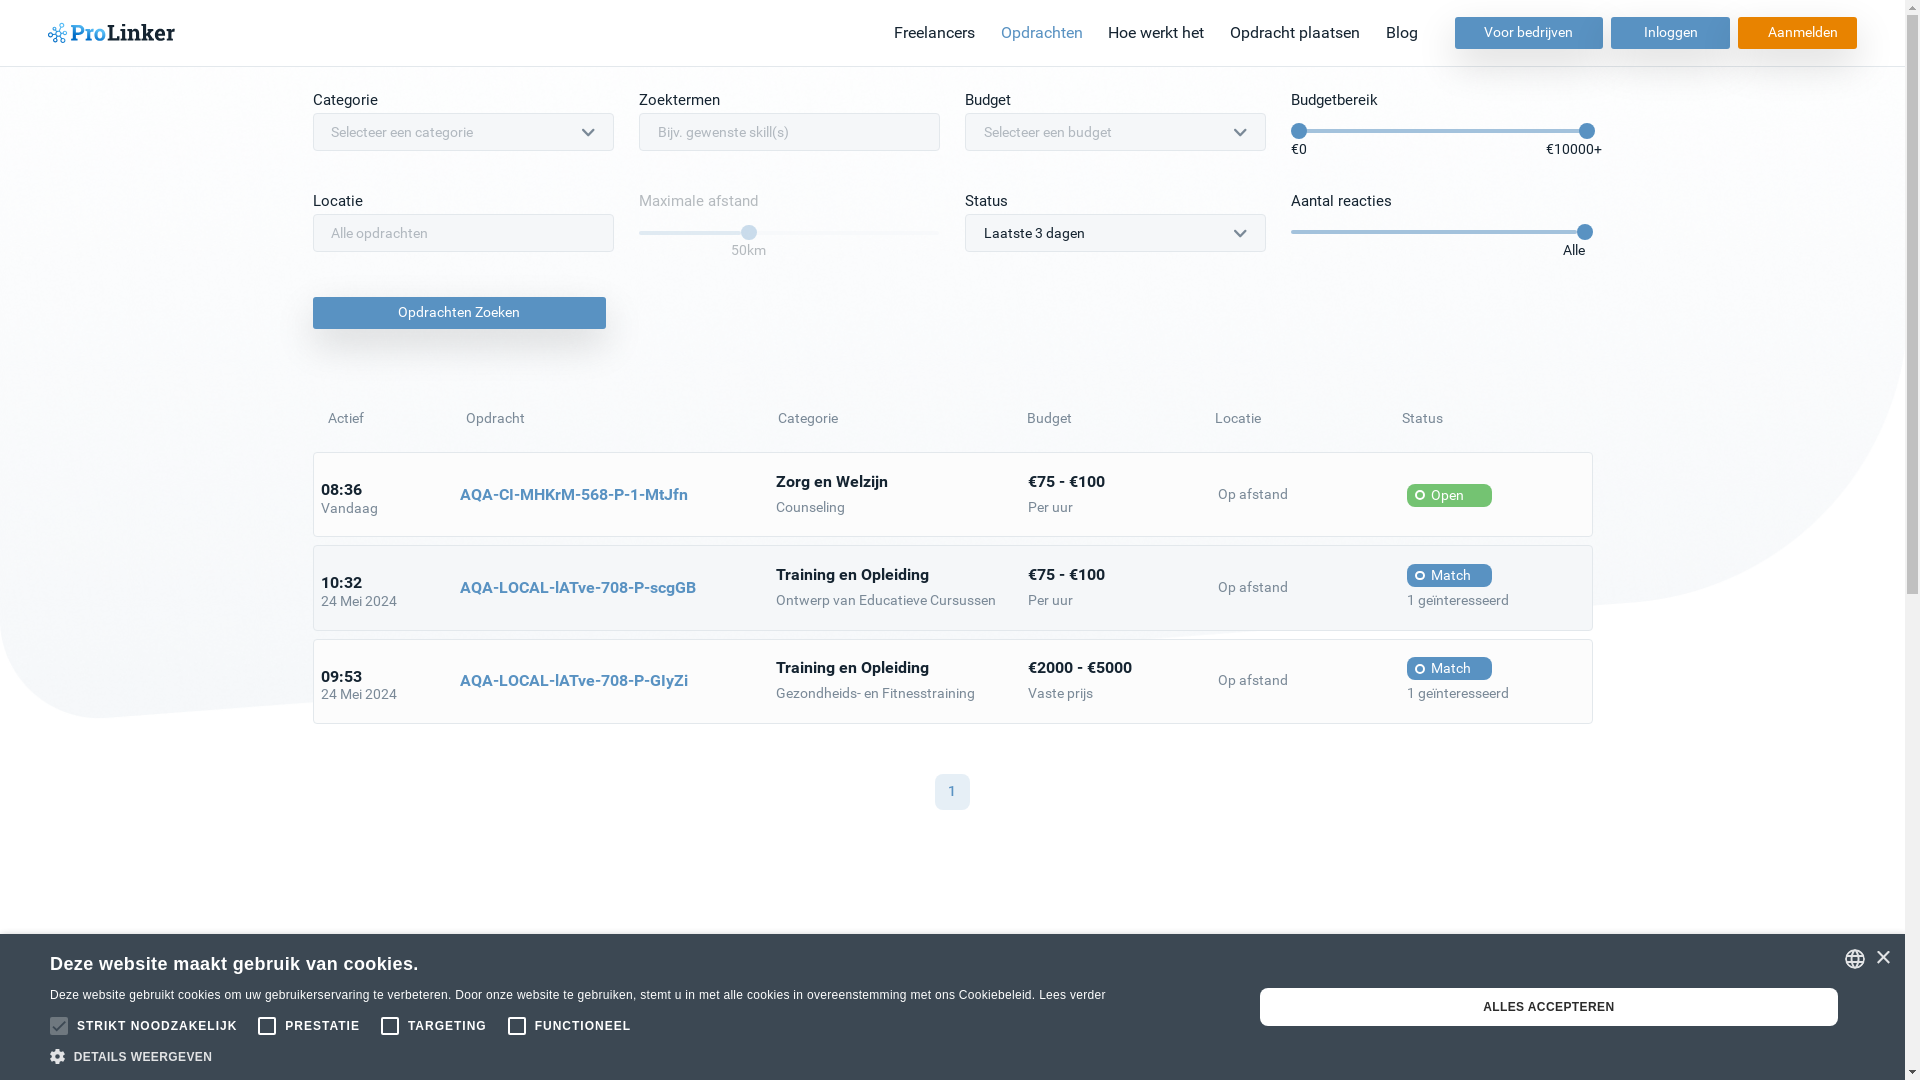 ProLinker
Freelancers Opdrachten Hoe werkt het Opdracht plaatsen Blog Voor bedrijven Inloggen Aanmelden
Categorie Zoektermen Budget Budgetbereik
Selecteer een categorie Bijv. gewenste skill(s) Selecteer een budget
€0 €10000+
Locatie Maximale afstand Status Aantal reacties
Alle opdrachten Laatste 3 dagen
50km Alle
Opdrachten Zoeken
Actief Opdracht Categorie Budget Locatie Status
08:36 AQA-CI-MHKrM-568-P-1-MtJfn Zorg en Welzijn €75 - €100 Op afstand Open
Vandaag Counseling Per uur
10:32 AQA-LOCAL-lATve-708-P-scgGB Training en Opleiding €75 - €100 Op afstand Match
24 Mei 2024 Ontwerp van Educatieve Cursussen Per uur 1 geïnteresseerd
09:53 AQA-LOCAL-lATve-708-P-GIyZi Training en Opleiding €2000 - €5000 Op afstand Match
24 Mei 2024 Gezondheids- en Fitnesstraining Vaste prijs 1 geïnteresseerd
1
Deze website maakt gebruik van cookies.
Deze website gebruikt cookies om uw gebruikerservaring te verbeteren. Door onze website te gebruiken, stemt u in met alle cookies in overeenstemming met ons Cookiebeleid. Lees verder
ALLES ACCEPTEREN
STRIKT NOODZAKELIJK PRESTATIE TARGETING FUNCTIONEEL
DETAILS WEERGEVEN